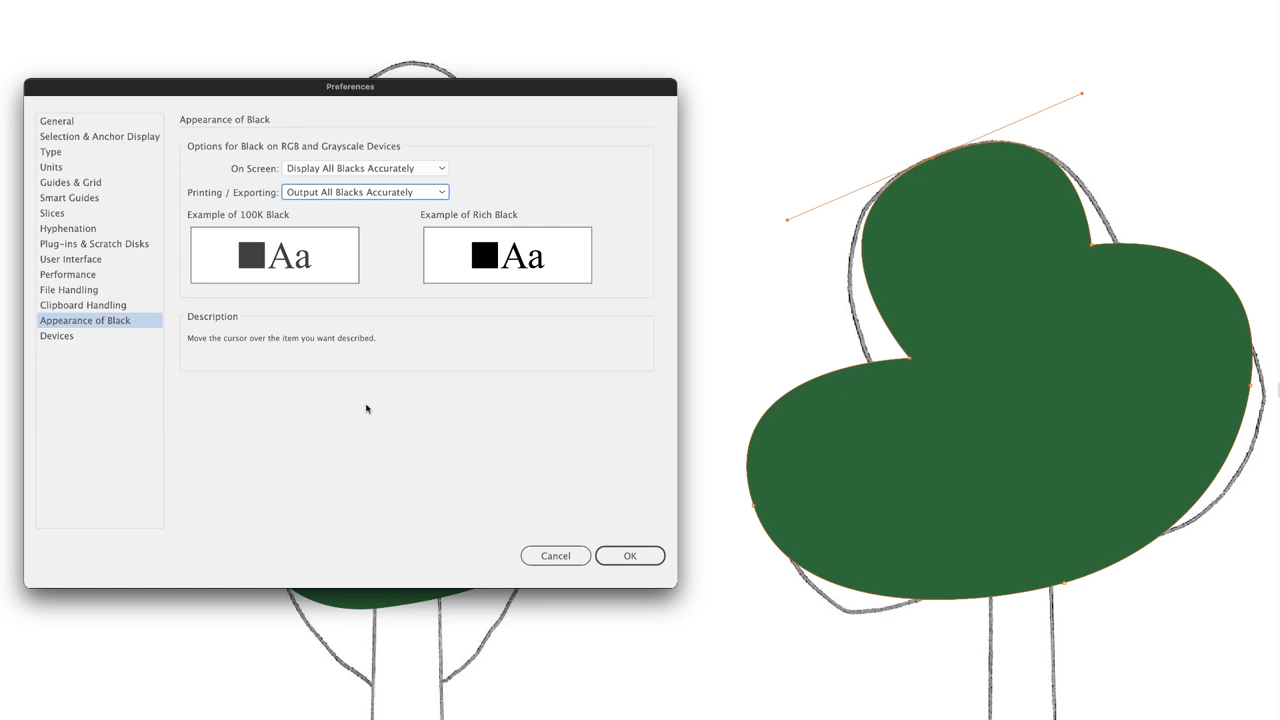 Preferences
General
Selection & Anchor Display
Type
Units
Guides & Grid
Smart Guides
Slices
Hyphenation
Plug-ins & Scratch Disks
User Interface
Performance
File Handling
Clipboard Handling
Appearance of Black
Devices
Appearance of Black
Options for Black on RGB and Grayscale Devices
On Screen: Display All Blacks Accurately
Printing / Exporting: Output All Blacks Accurately
Example of 100K Black Example of Rich Black
Aa Aa
Description
Move the cursor over the item you want described.
Cancel OK